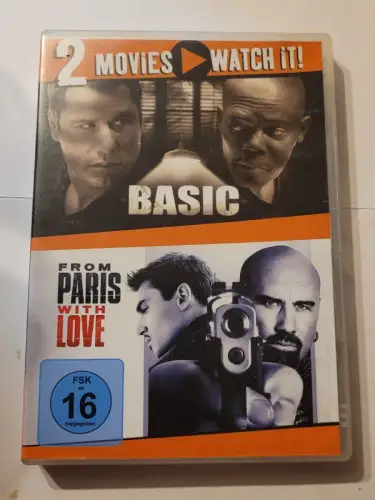 2 MOVIES WATCH IT!
BASIC
FROM
PARIS
WITH
LOVE
FSK
ab
16
freigegeben